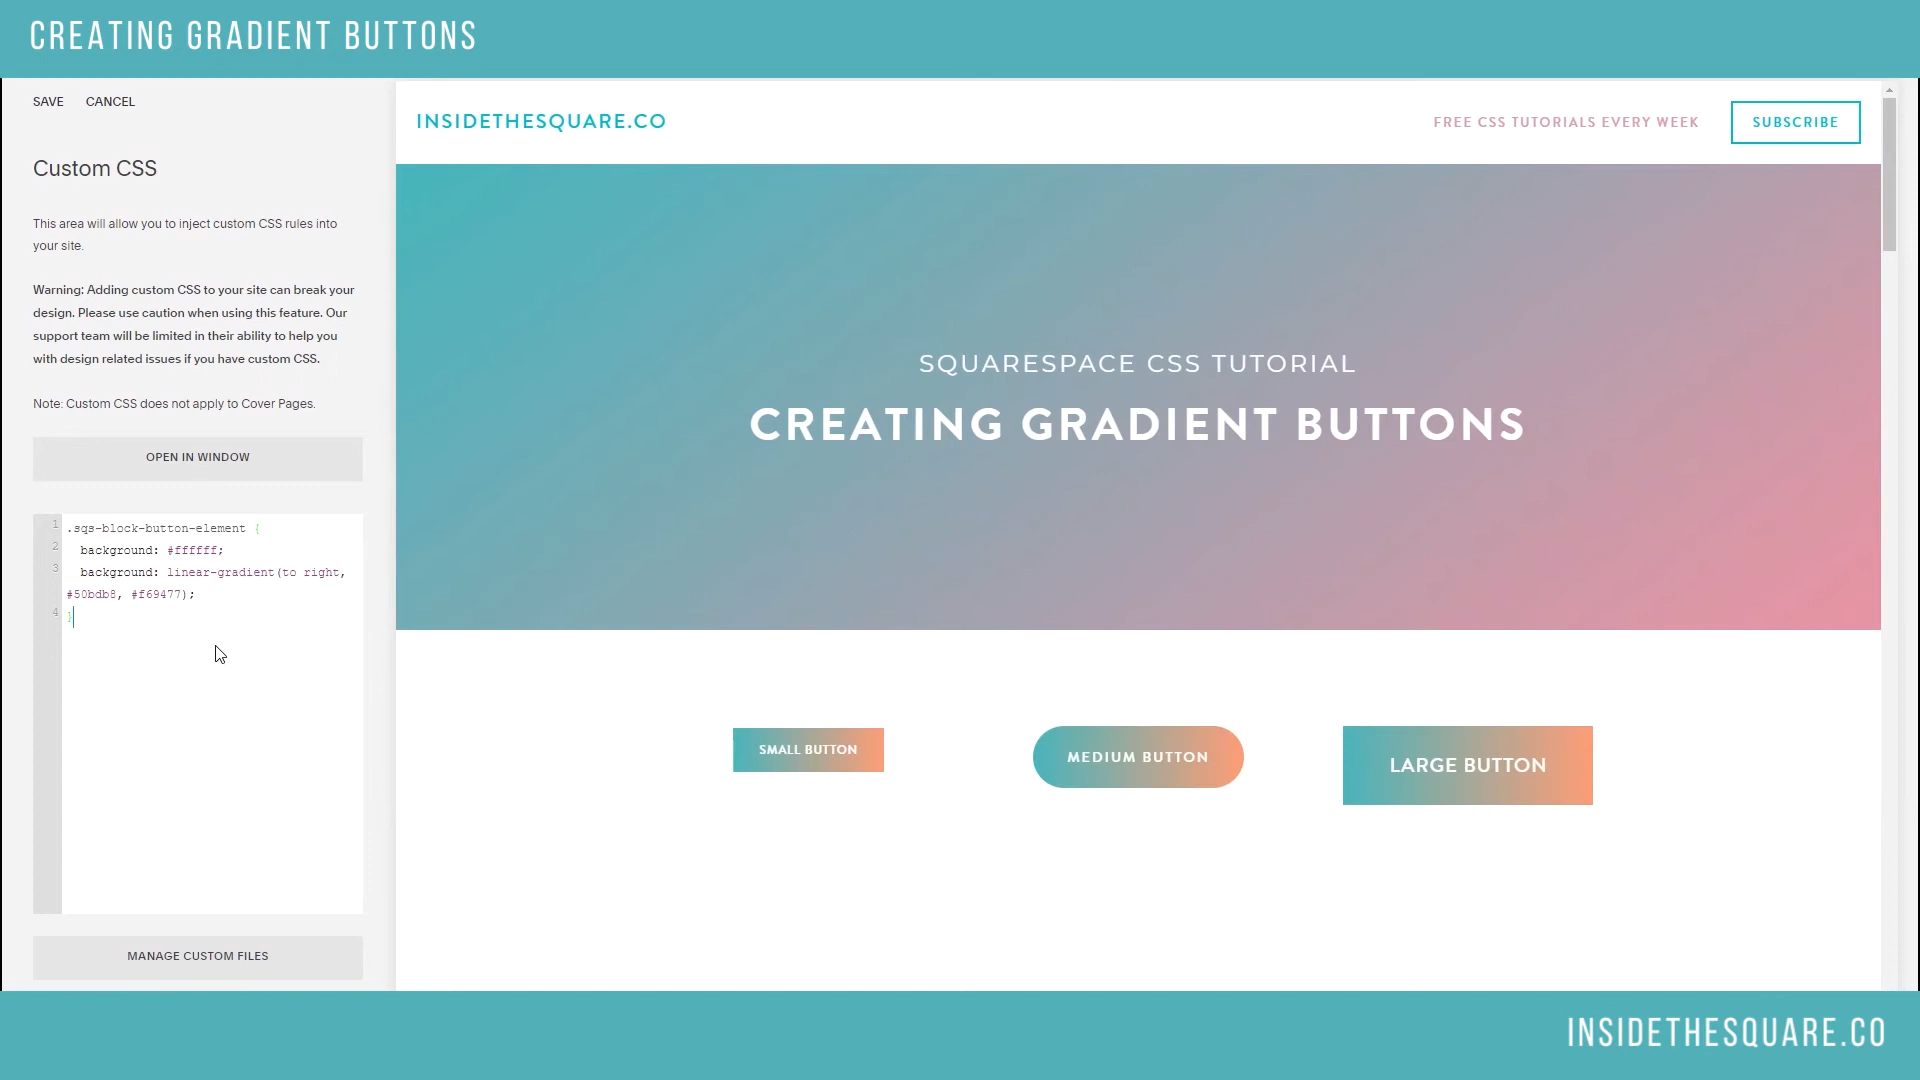 CREATING GRADIENT BUTTONS
SAVE CANCEL
Custom CSS
This area will allow you to inject custom CSS rules into
your site.
Warning: Adding custom CSS to your site can break your
design. Please use caution when using this feature. Our
support team will be limited in their ability to help you
with design related issues if you have custom CSS.
Note: Custom CSS does not apply to Cover Pages.
OPEN IN WINDOW
1 .sqs-block-button-element {
2 background: #ffffff;
3 background: linear-gradient(to right,
#50bdb8, #f69477);
4 }
MANAGE CUSTOM FILES
INSIDETHESQUARE.CO
FREE CSS TUTORIALS EVERY WEEK
SUBSCRIBE
SQUARESPACE CSS TUTORIAL
CREATING GRADIENT BUTTONS
SMALL BUTTON
MEDIUM BUTTON
LARGE BUTTON
INSIDETHESQUARE.CO